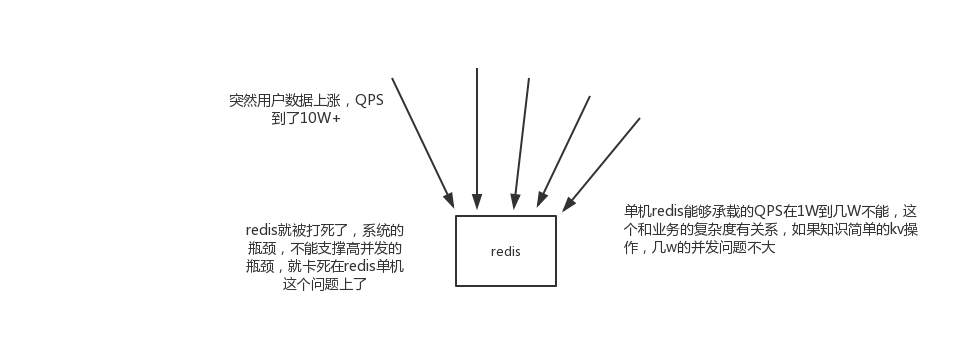 突然用户数据上涨，QPS
到了10W+
redis就被打死了，系统的
瓶颈，不能支撑高并发的
瓶颈，就卡死在redis单机
这个问题上了
redis
单机redis能够承载的QPS在1W到几W不能，这
个和业务的复杂度有关系，如果知识简单的kv操
作，几w的并发问题不大